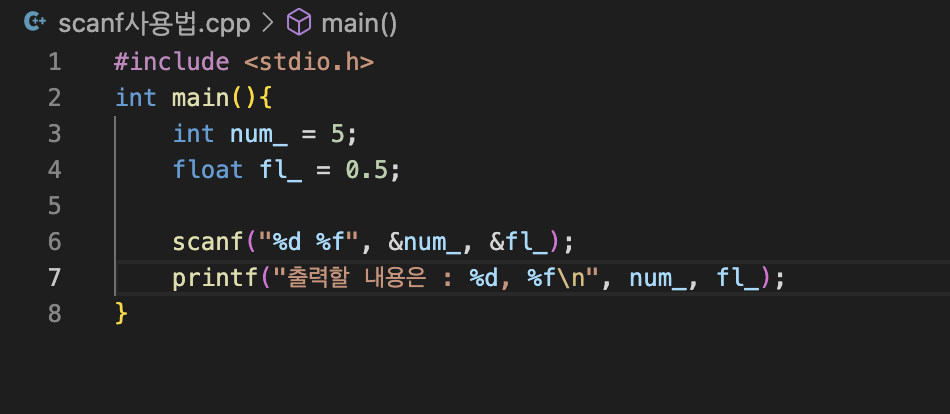 scanf사용법.cpp > main()
1 #include <stdio.h>
2 int main(){
3 int num_ = 5;
4 float fl_ = 0.5;
5
6 scanf("%d %f", &num_, &fl_);
7 printf("출력할 내용은 : %d, %f\n", num_, fl_);
8 }